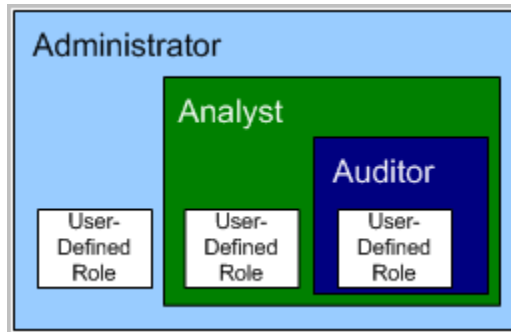 Administrator
Analyst
Auditor
User-
Defined
Role
User-
Defined
Role
User-
Defined
Role